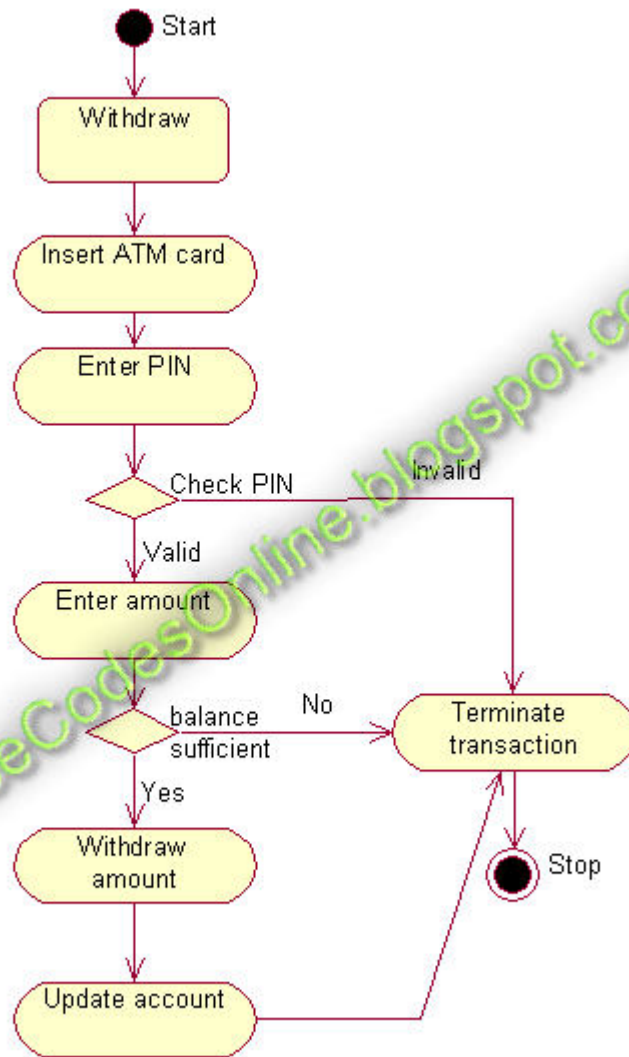 Start
Withdraw
Insert ATM card
Enter PIN
Check PIN
Invalid
Valid
Enter amount
balance
sufficient
No
Terminate
transaction
Yes
Withdraw
amount
Stop
Update account
eCodesOnline.blogspot.co